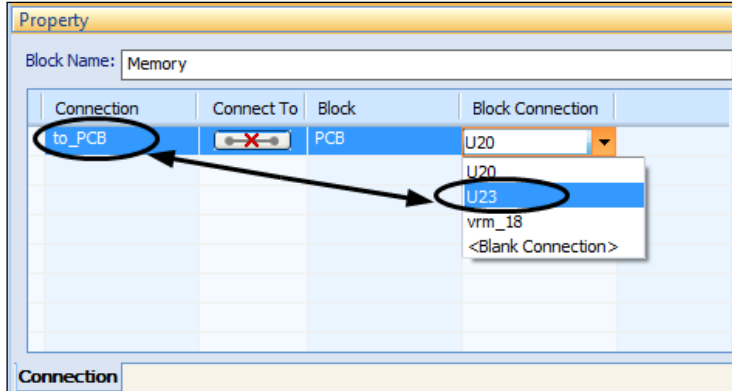 Property
Block Name: Memory
Connection Connect To Block Block Connection
to_PCB PCB U20
U20
U23
vrm_18
<Blank Connection>
Connection